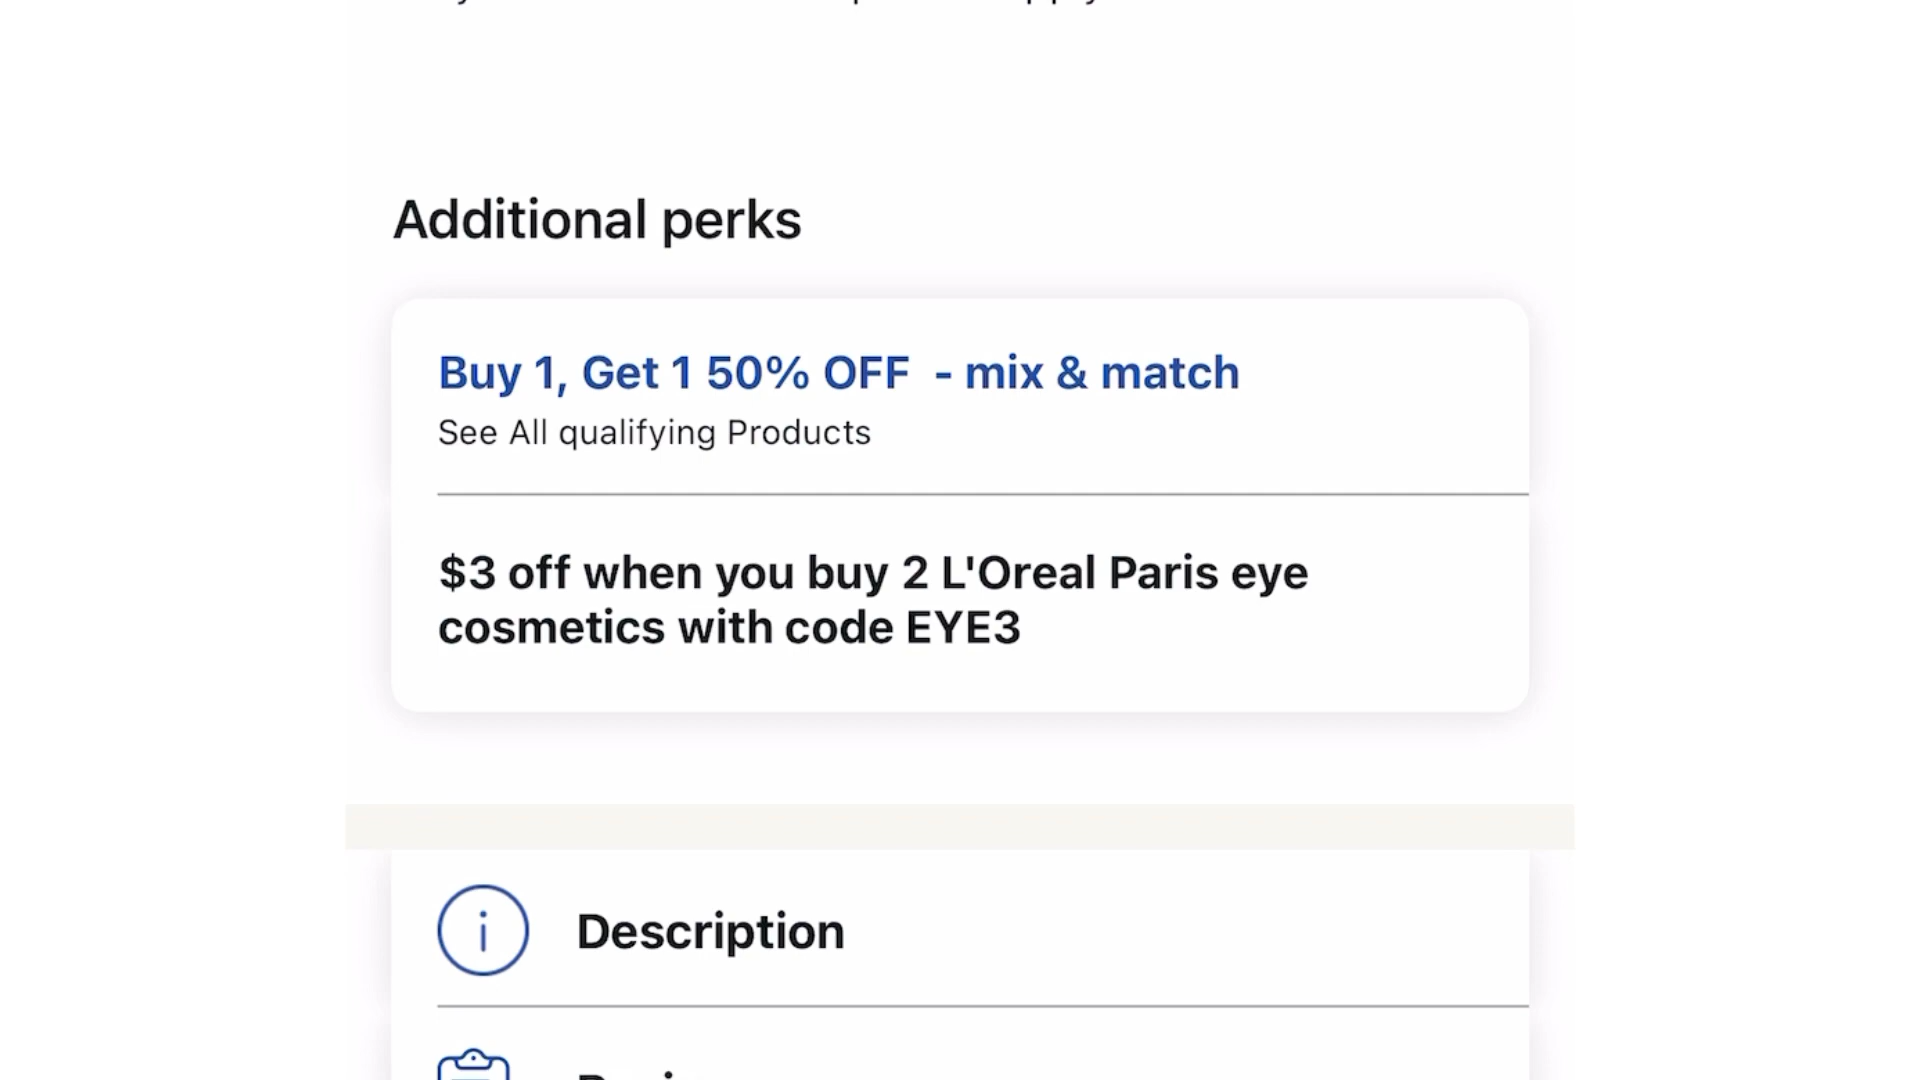 Additional perks
Buy 1, Get 1 50% OFF - mix & match
See All qualifying Products
$3 off when you buy 2 L'Oreal Paris eye
cosmetics with code EYE3
i
Description